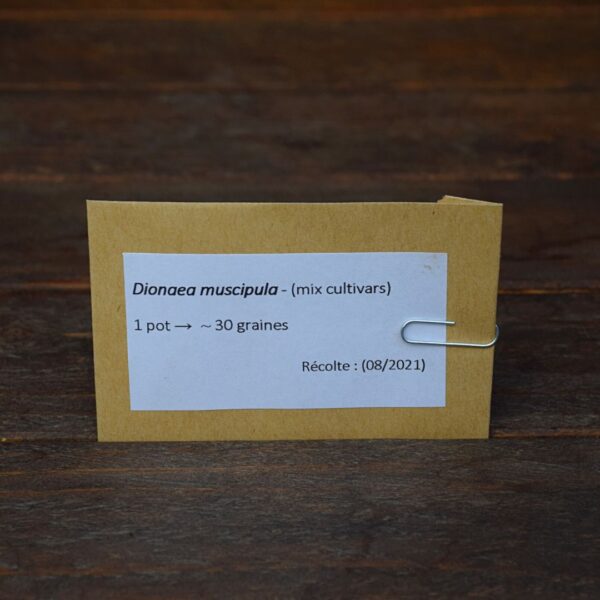 Dionaea muscipula - (mix cultivars)
1 pot → ~ 30 graines
Récolte : (08/2021)